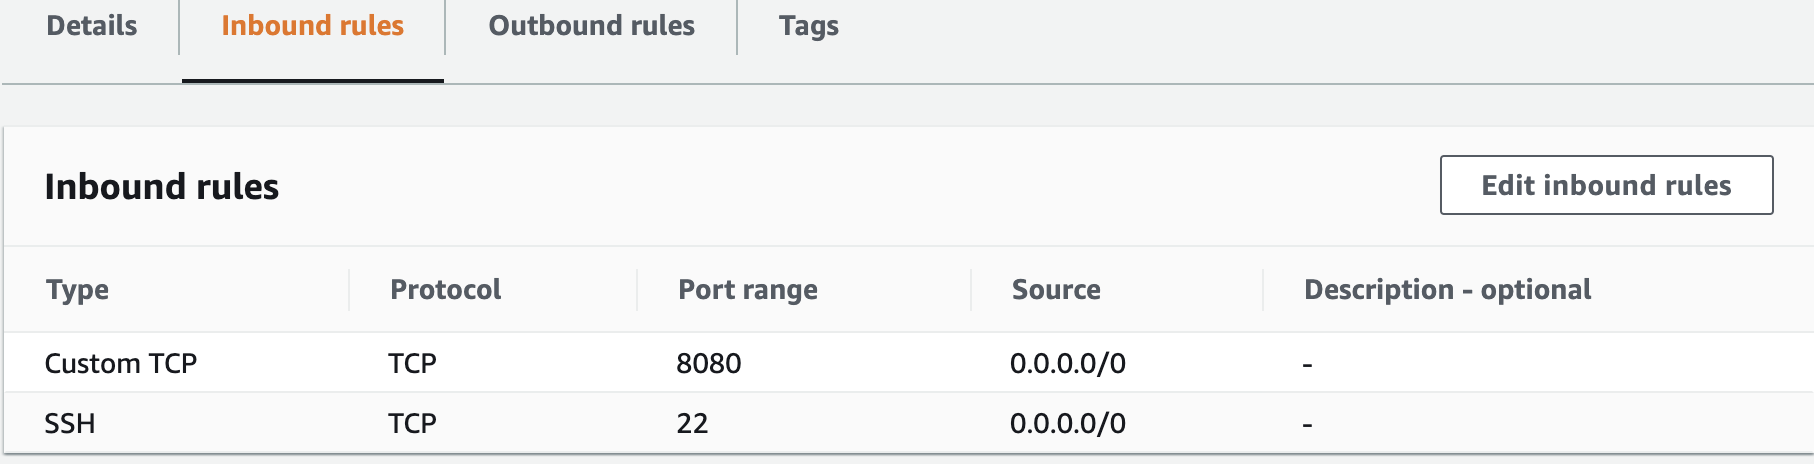 Details Inbound rules Outbound rules Tags
Inbound rules Edit inbound rules
Type Protocol Port range Source Description - optional
Custom TCP TCP 8080 0.0.0.0/0 -
SSH TCP 22 0.0.0.0/0 -